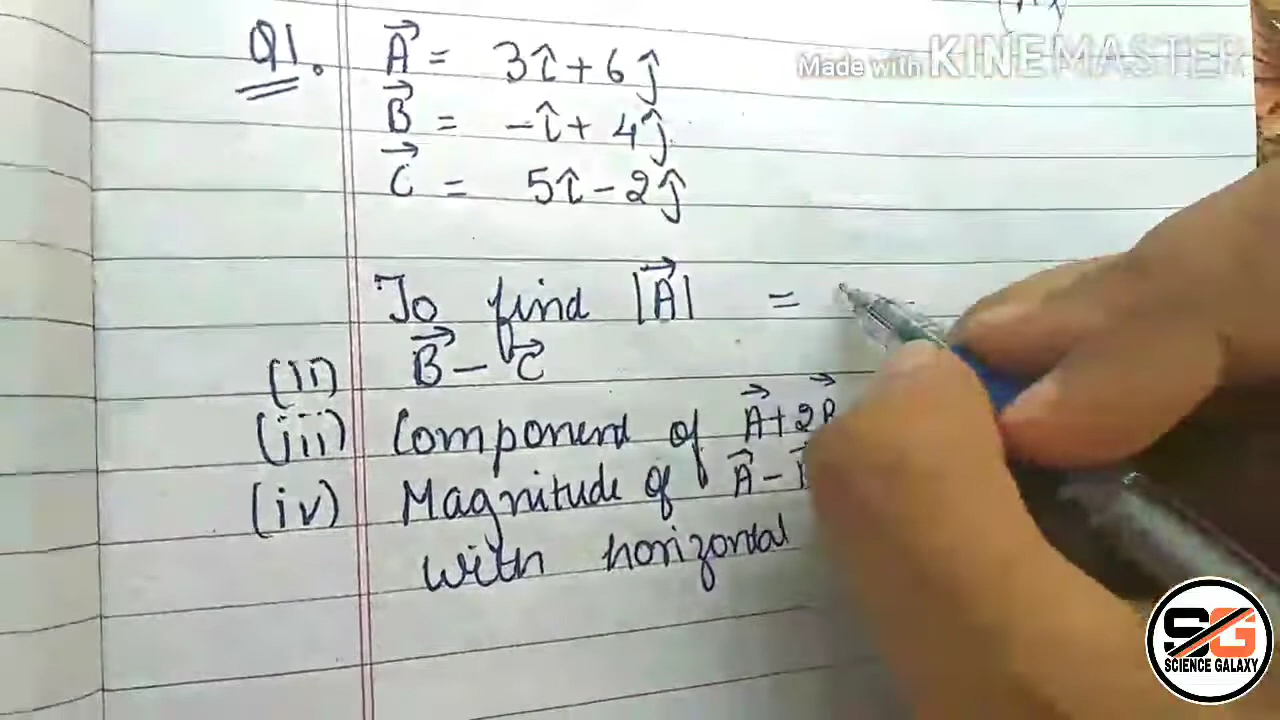 Made with KINEMASTER
Q1. A⃗ = 3î + 6ĵ
B⃗ = -î + 4ĵ
C⃗ = 5î - 2ĵ
To find |A⃗| =
(ii) B⃗ - C⃗
(iii) Component of A⃗ + 2
(iv) Magnitude of A⃗ -
with horizontal
SG
SCIENCE GALAXY